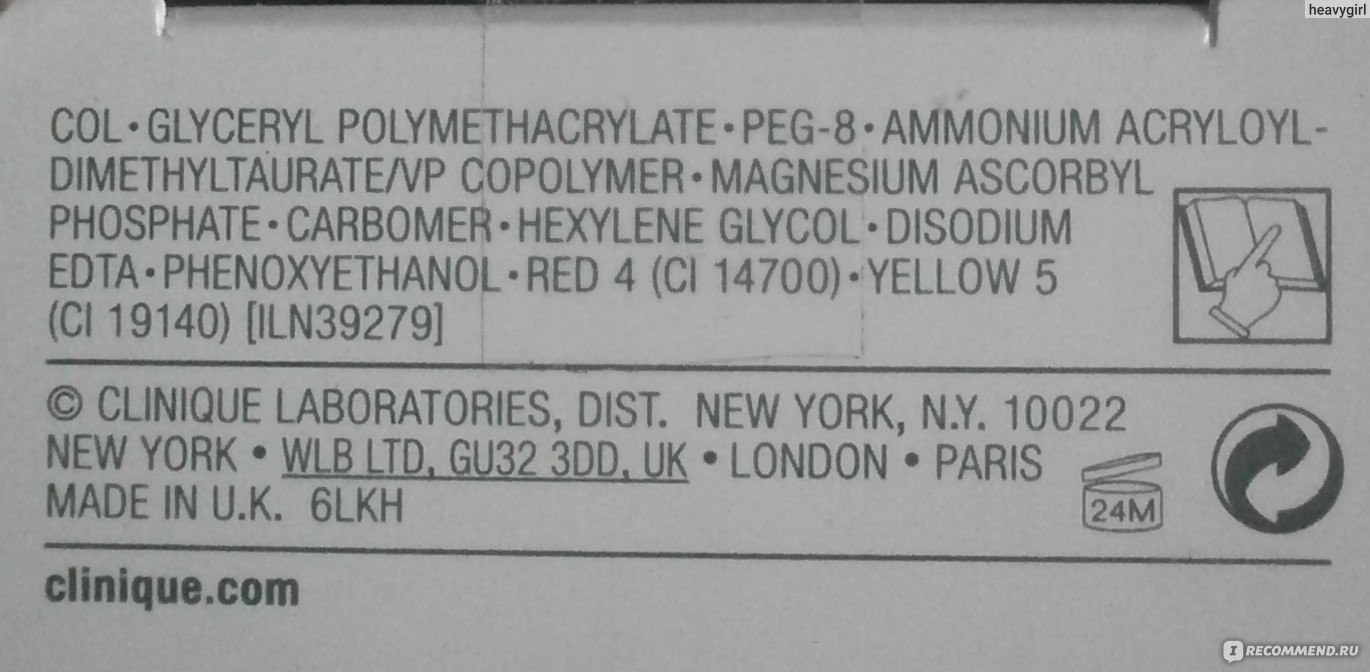 heavygirl
COL • GLYCERYL POLYMETHACRYLATE • PEG-8 • AMMONIUM ACRYLOYL-
DIMETHYLTAURATE/VP COPOLYMER • MAGNESIUM ASCORBYL
PHOSPHATE • CARBOMER • HEXYLENE GLYCOL • DISODIUM
EDTA • PHENOXYETHANOL • RED 4 (CI 14700) • YELLOW 5
(CI 19140) [ILN39279]
© CLINIQUE LABORATORIES, DIST. NEW YORK, N.Y. 10022
NEW YORK • WLB LTD, GU32 3DD, UK • LONDON • PARIS
MADE IN U.K. 6LKH
24M
clinique.com
I RECOMMEND.RU